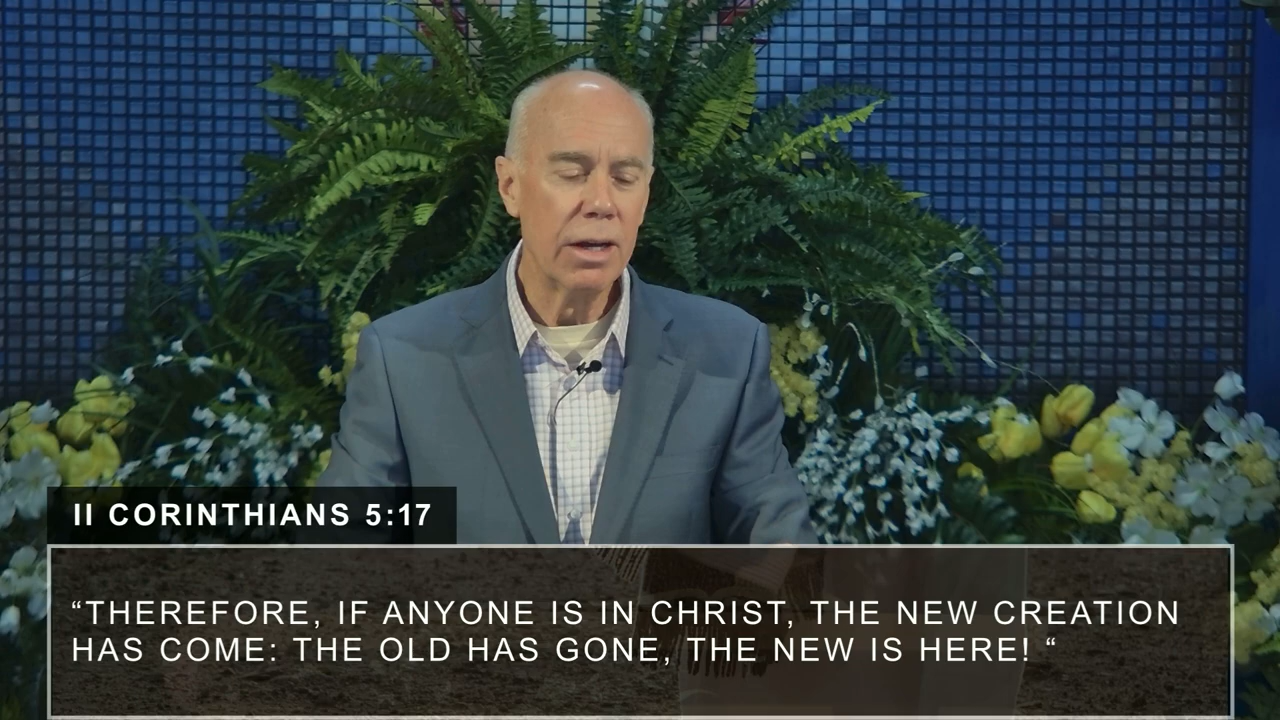 II CORINTHIANS 5:17
“THEREFORE, IF ANYONE IS IN CHRIST, THE NEW CREATION
HAS COME: THE OLD HAS GONE, THE NEW IS HERE! “